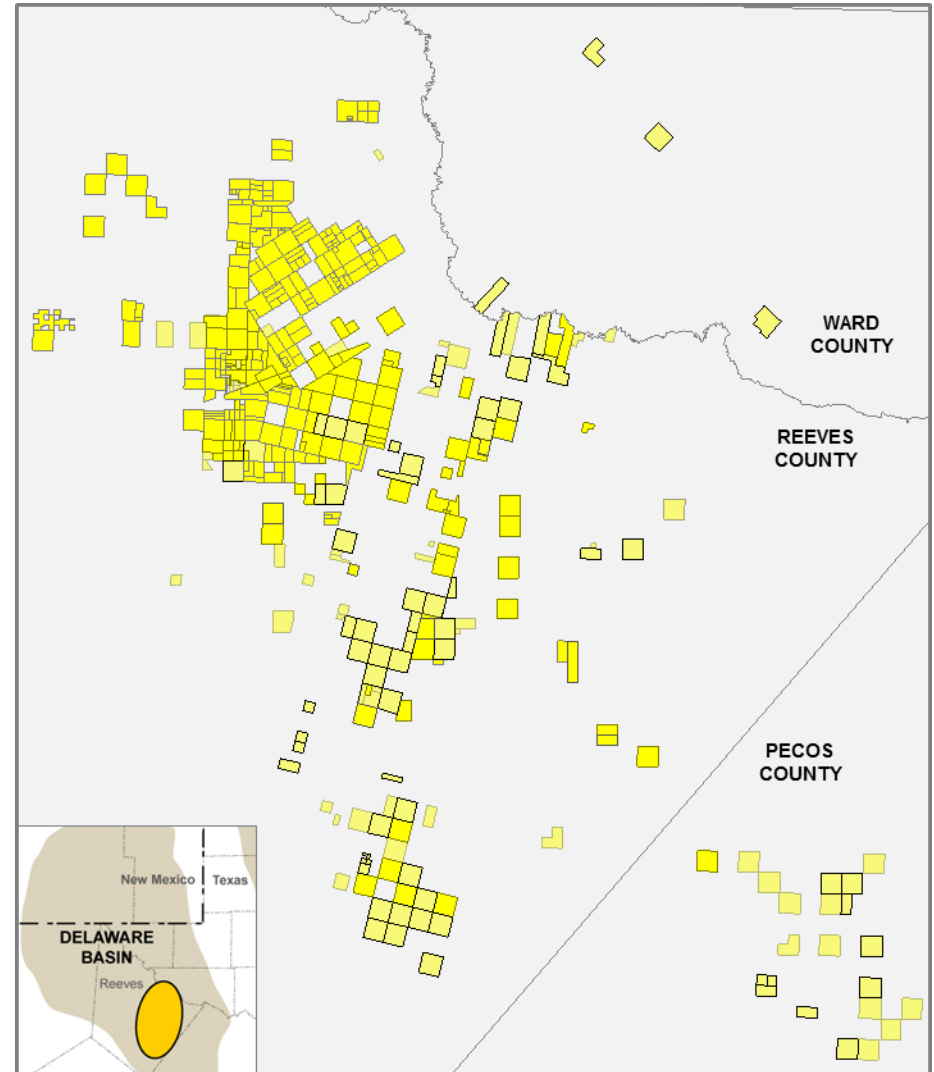 WARD
COUNTY
REEVES
COUNTY
PECOS
COUNTY
New Mexico
Texas
DELAWARE
BASIN
Reeves